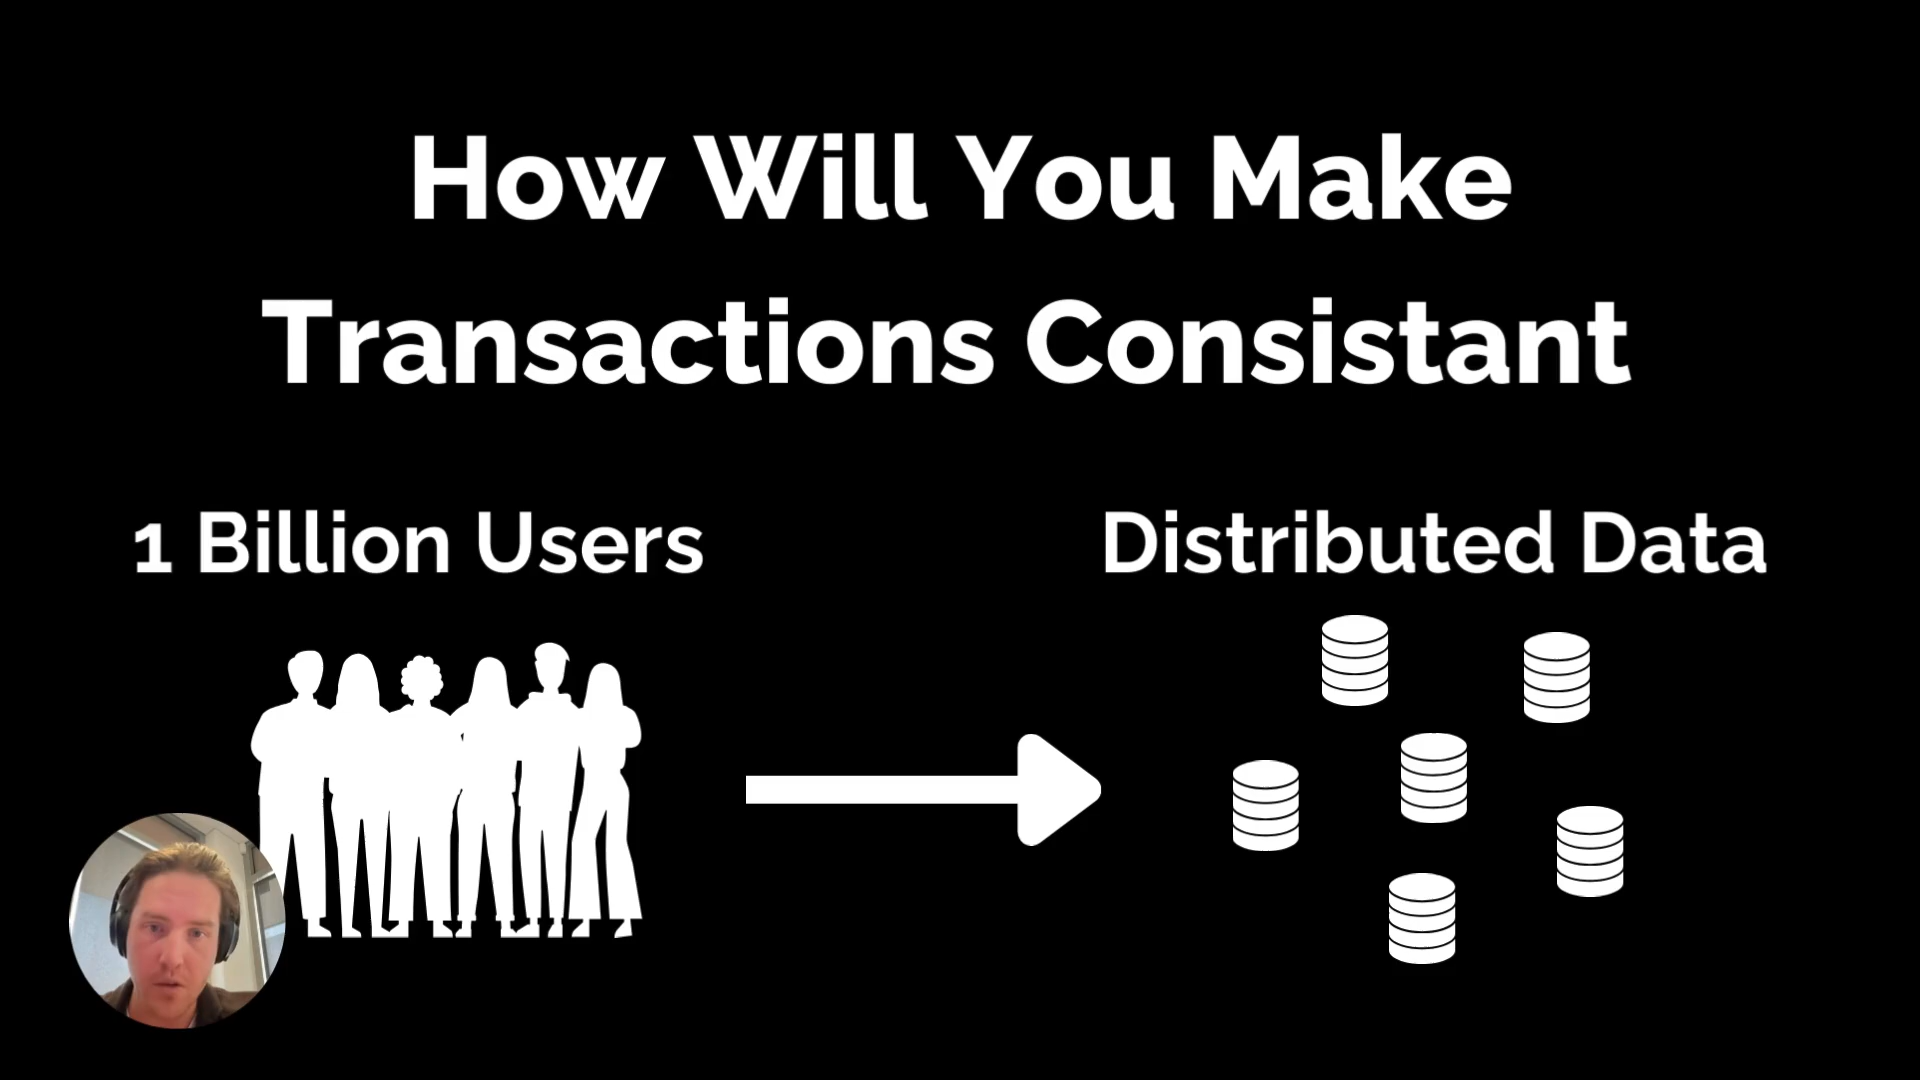 How Will You Make
Transactions Consistant
1 Billion Users
Distributed Data